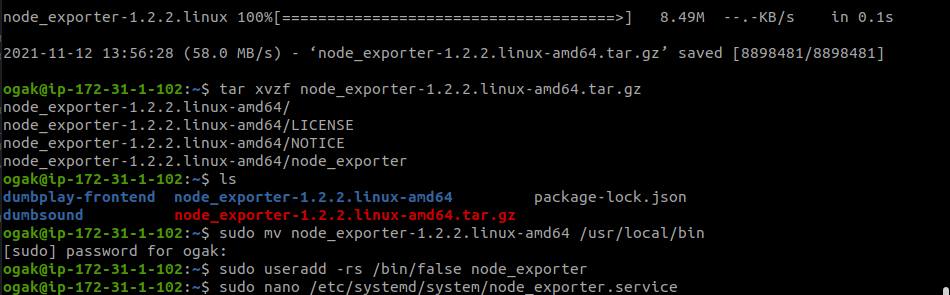 node_exporter-1.2.2.linux 100%[=====================================>]   8.49M  --.-KB/s    in 0.1s
2021-11-12 13:56:28 (58.0 MB/s) - ‘node_exporter-1.2.2.linux-amd64.tar.gz’ saved [8898481/8898481]
ogak@ip-172-31-1-102:~$ tar xvzf node_exporter-1.2.2.linux-amd64.tar.gz
node_exporter-1.2.2.linux-amd64/
node_exporter-1.2.2.linux-amd64/LICENSE
node_exporter-1.2.2.linux-amd64/NOTICE
node_exporter-1.2.2.linux-amd64/node_exporter
ogak@ip-172-31-1-102:~$ ls
dumbplay-frontend  node_exporter-1.2.2.linux-amd64         package-lock.json
dumbsound          node_exporter-1.2.2.linux-amd64.tar.gz
ogak@ip-172-31-1-102:~$ sudo mv node_exporter-1.2.2.linux-amd64 /usr/local/bin
[sudo] password for ogak:
ogak@ip-172-31-1-102:~$ sudo useradd -rs /bin/false node_exporter
ogak@ip-172-31-1-102:~$ sudo nano /etc/systemd/system/node_exporter.service